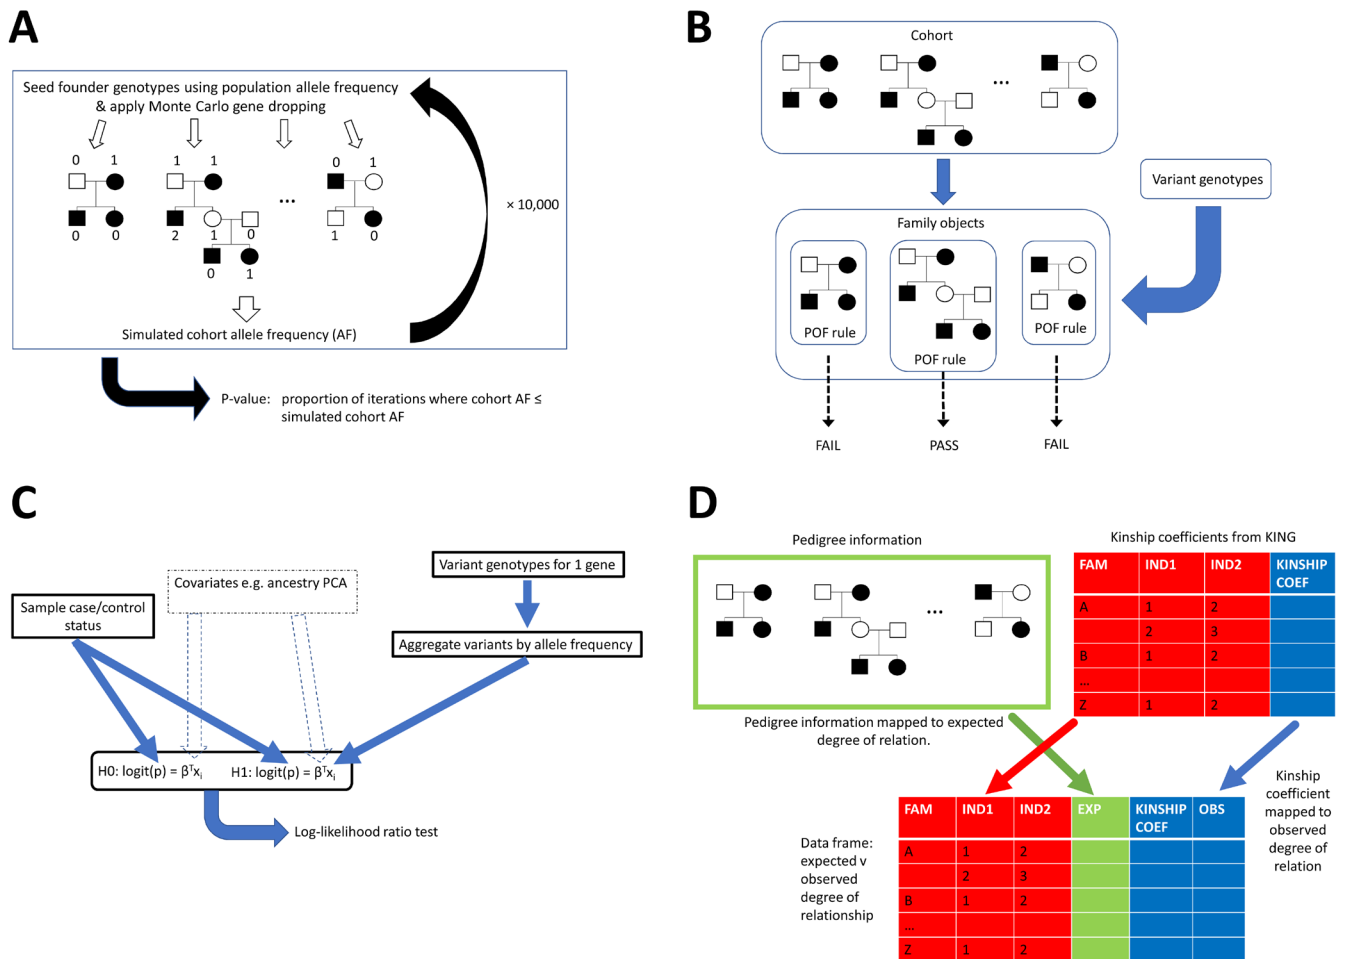 A
Seed founder genotypes using population allele frequency
& apply Monte Carlo gene dropping
0 1 1 1 0 1
...
× 10,000
0 0 2 1 0 1 0
0 1
Simulated cohort allele frequency (AF)
P-value: proportion of iterations where cohort AF ≤
simulated cohort AF
B
Cohort
...
Variant genotypes
Family objects
POF rule
POF rule
POF rule
FAIL
PASS
FAIL
C
Covariates e.g. ancestry PCA
Variant genotypes for 1 gene
Sample case/control
status
Aggregate variants by allele frequency
H0: logit(p) = βᵀxᵢ
H1: logit(p) = βᵀxᵢ
Log-likelihood ratio test
D
Pedigree information
...
Kinship coefficients from KING
FAM IND1 IND2 KINSHIP
COEF
A 1 2
2 3
B 1 2
...
Z 1 2
Pedigree information mapped to expected
degree of relation.
Kinship
coefficient
mapped to
observed
degree of
relation
Data frame:
expected v
observed
degree of
relationship
FAM IND1 IND2 EXP KINSHIP OBS
COEF
A 1 2
2 3
B 1 2
...
Z 1 2